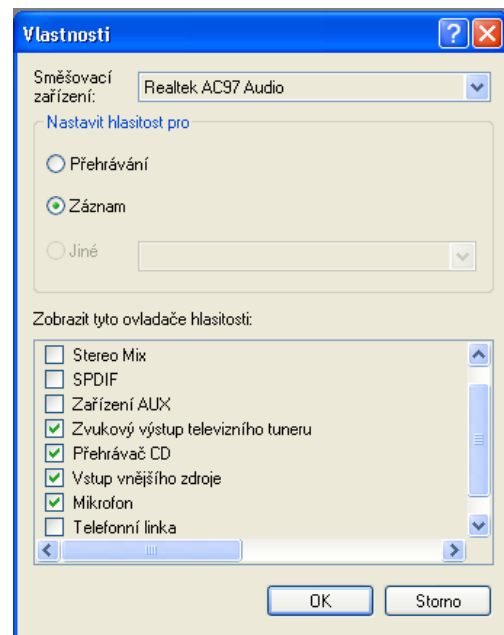 Vlastnosti
Směšovací
zařízení:
Realtek AC97 Audio
Nastavit hlasitost pro
Přehrávání
Záznam
Jiné
Zobrazit tyto ovladače hlasitosti:
Stereo Mix
SPDIF
Zařízení AUX
Zvukový výstup televizního tuneru
Přehrávač CD
Vstup vnějšího zdroje
Mikrofon
Telefonní linka
OK
Storno